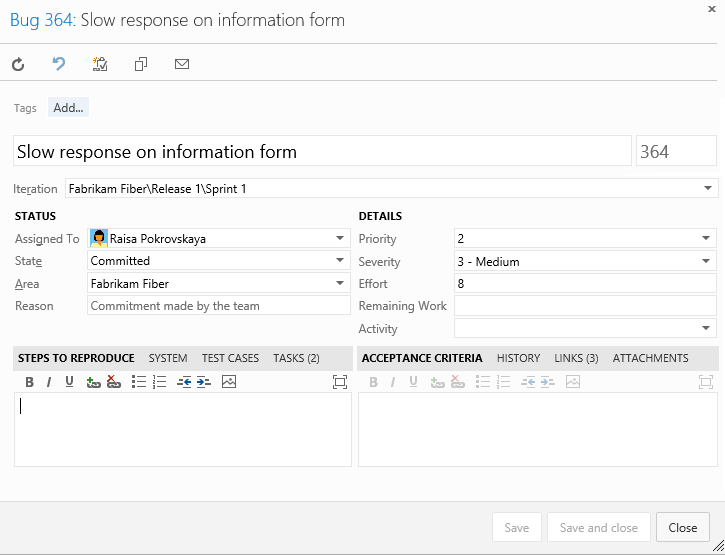 Bug 364: Slow response on information form
Tags Add...
Slow response on information form 364
Iteration Fabrikam Fiber\Release 1\Sprint 1
STATUS
Assigned To Raisa Pokrovskaya
State Committed
Area Fabrikam Fiber
Reason Commitment made by the team
DETAILS
Priority 2
Severity 3 - Medium
Effort 8
Remaining Work
Activity
STEPS TO REPRODUCE SYSTEM TEST CASES TASKS (2)
B I U
ACCEPTANCE CRITERIA HISTORY LINKS (3) ATTACHMENTS
B I U
Save Save and close Close